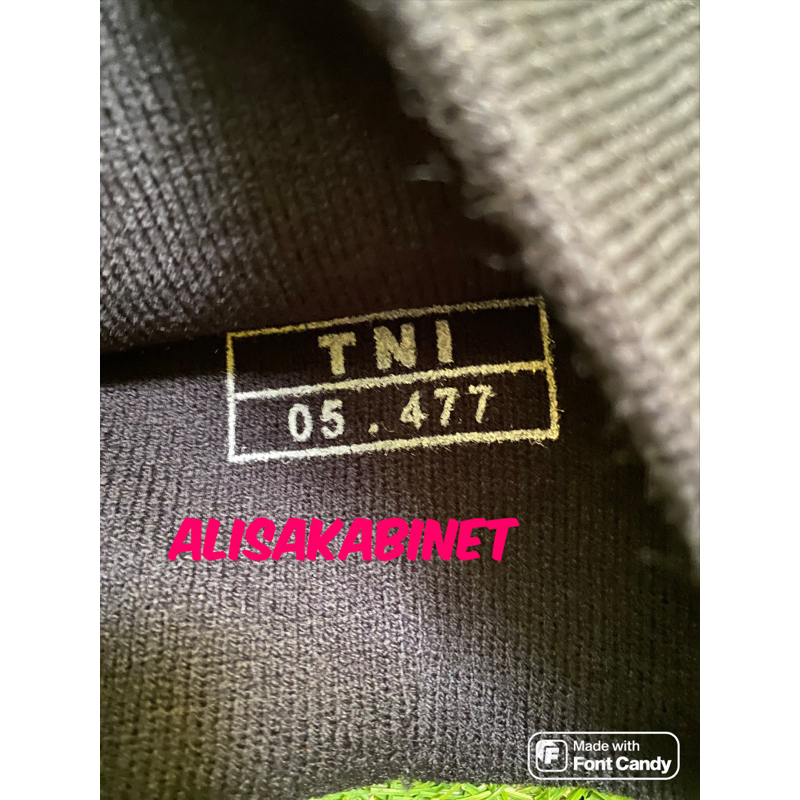 TNI
05.477
ALISAKABINET
Made with
Font Candy